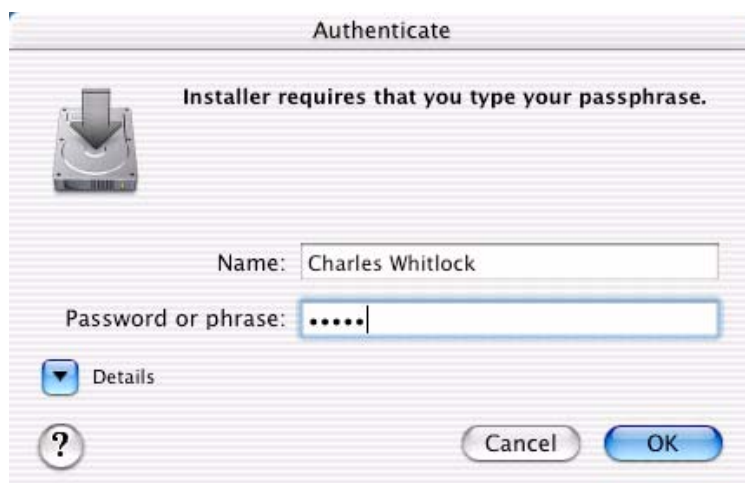 Authenticate
Installer requires that you type your passphrase.
Name: Charles Whitlock
Password or phrase: •••••
Details
?
Cancel OK